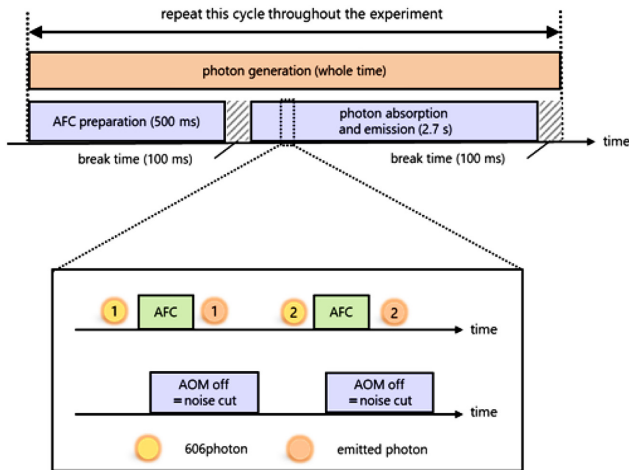 repeat this cycle throughout the experiment
photon generation (whole time)
AFC preparation (500 ms)
photon absorption
and emission (2.7 s)
time
break time (100 ms)
break time (100 ms)
1
AFC
1
2
AFC
2
time
AOM off
=noise cut
AOM off
=noise cut
time
606photon
emitted photon